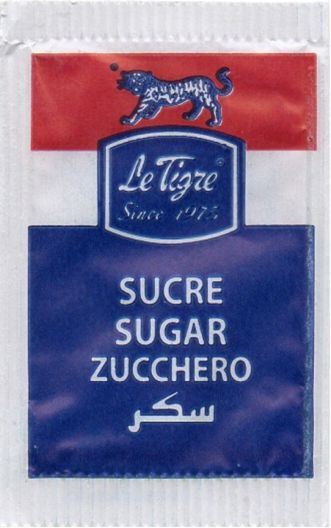 Le Tigre
Since 1975
SUCRE
SUGAR
ZUCCHERO
سكر